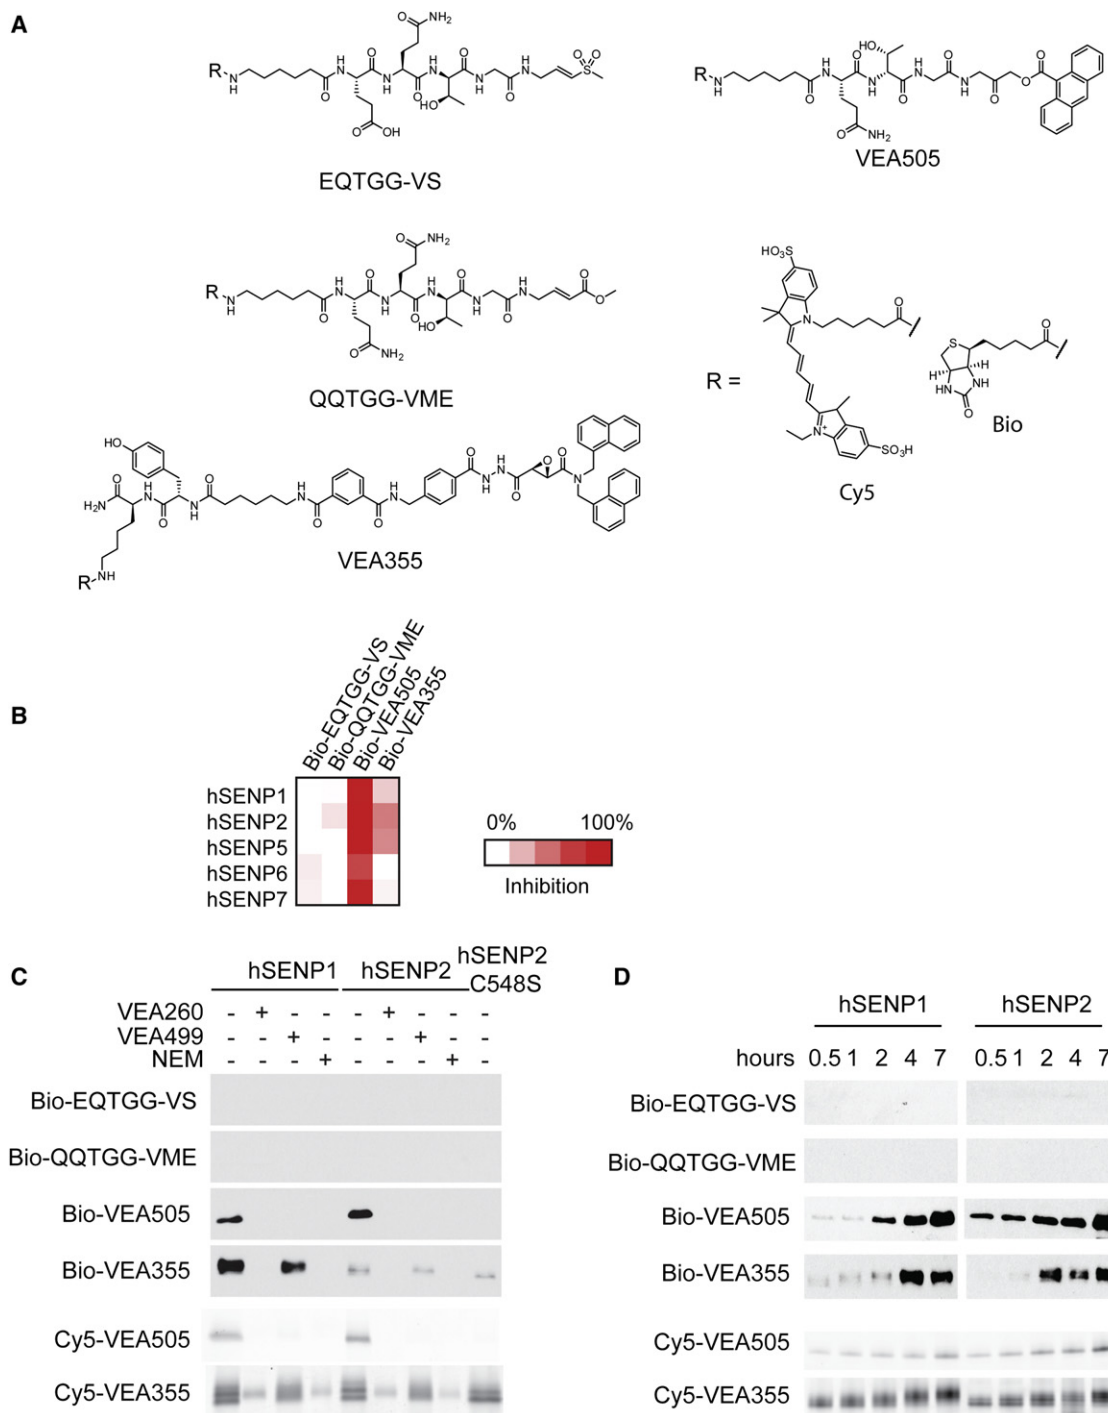 A
EQTGG-VS
VEA505
QQTGG-VME
R =
Cy5
Bio
VEA355
B
Bio-EQTGG-VS
Bio-QQTGG-VME
Bio-VEA505
Bio-VEA355
hSENP1
hSENP2
hSENP5
hSENP6
hSENP7
0% 100%
Inhibition
C
hSENP1 hSENP2 hSENP2 C548S
VEA260 - + - - - + - - -
VEA499 - - + - - - + - -
NEM - - - + - - - + -
Bio-EQTGG-VS
Bio-QQTGG-VME
Bio-VEA505
Bio-VEA355
Cy5-VEA505
Cy5-VEA355
D
hSENP1 hSENP2
hours 0.5 1 2 4 7 0.5 1 2 4 7
Bio-EQTGG-VS
Bio-QQTGG-VME
Bio-VEA505
Bio-VEA355
Cy5-VEA505
Cy5-VEA355